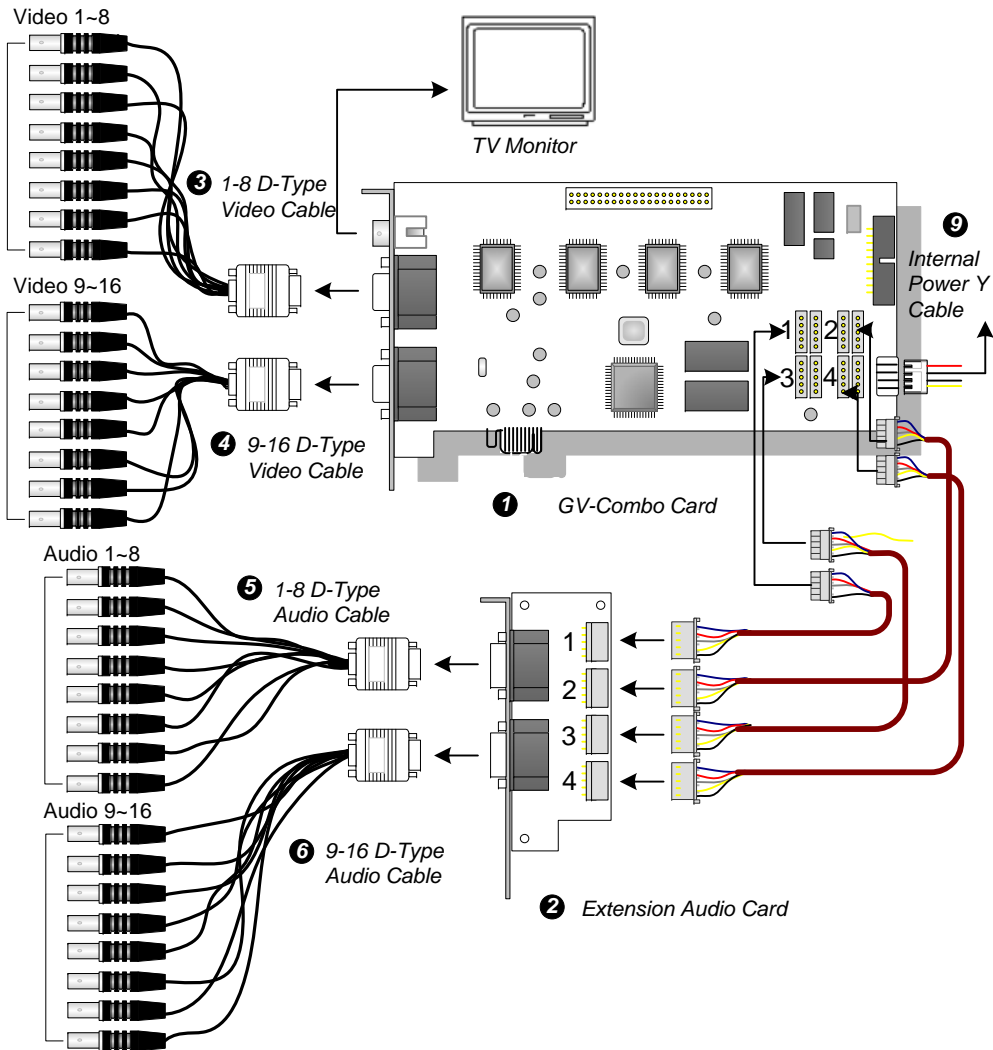 Video 1~8
TV Monitor
3 1-8 D-Type
Video Cable
9
Internal
Power Y
Cable
Video 9~16
1 2
3 4
4 9-16 D-Type
Video Cable
1 GV-Combo Card
Audio 1~8
5 1-8 D-Type
Audio Cable
1
2
3
4
Audio 9~16
6 9-16 D-Type
Audio Cable
2 Extension Audio Card